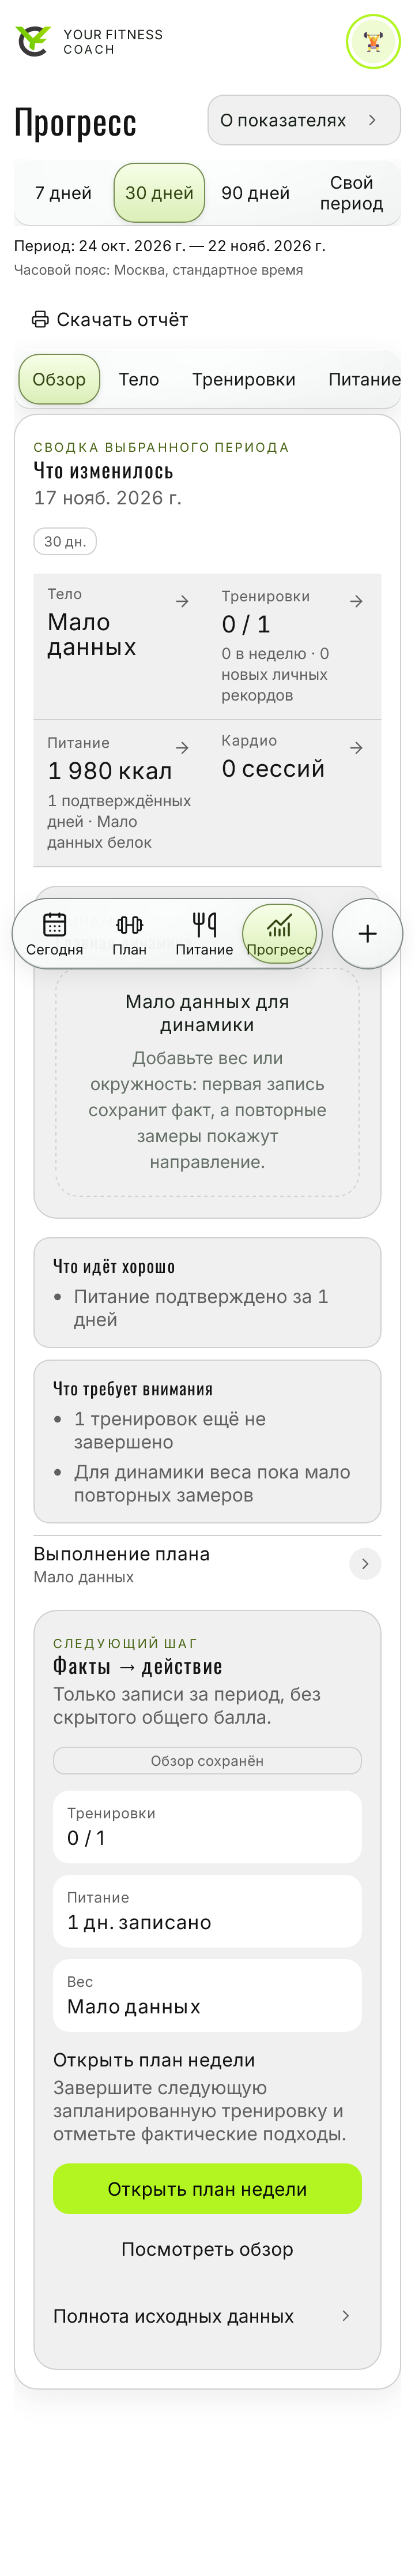 YOUR FITNESS
COACH
Прогресс
О показателях
7 дней
30 дней
90 дней
Свой
период
Период: 24 окт. 2026 г. — 22 нояб. 2026 г.
Часовой пояс: Москва, стандартное время
Скачать отчёт
Обзор
Тело
Тренировки
Питание
СВОДКА ВЫБРАННОГО ПЕРИОДА
Что изменилось
17 нояб. 2026 г.
30 дн.
Тело
Мало
данных
Тренировки
0 / 1
0 в неделю · 0
новых личных
рекордов
Питание
1 980 ккал
1 подтверждённых
дней · Мало
данных белок
Кардио
0 сессий
Сегодня
План
Питание
Прогресс
Мало данных для
динамики
Добавьте вес или
окружность: первая запись
сохранит факт, а повторные
замеры покажут
направление.
Что идёт хорошо
• Питание подтверждено за 1
дней
Что требует внимания
• 1 тренировок ещё не
завершено
• Для динамики веса пока мало
повторных замеров
Выполнение плана
Мало данных
СЛЕДУЮЩИЙ ШАГ
Факты → действие
Только записи за период, без
скрытого общего балла.
Обзор сохранён
Тренировки
0 / 1
Питание
1 дн. записано
Вес
Мало данных
Открыть план недели
Завершите следующую
запланированную тренировку и
отметьте фактические подходы.
Открыть план недели
Посмотреть обзор
Полнота исходных данных